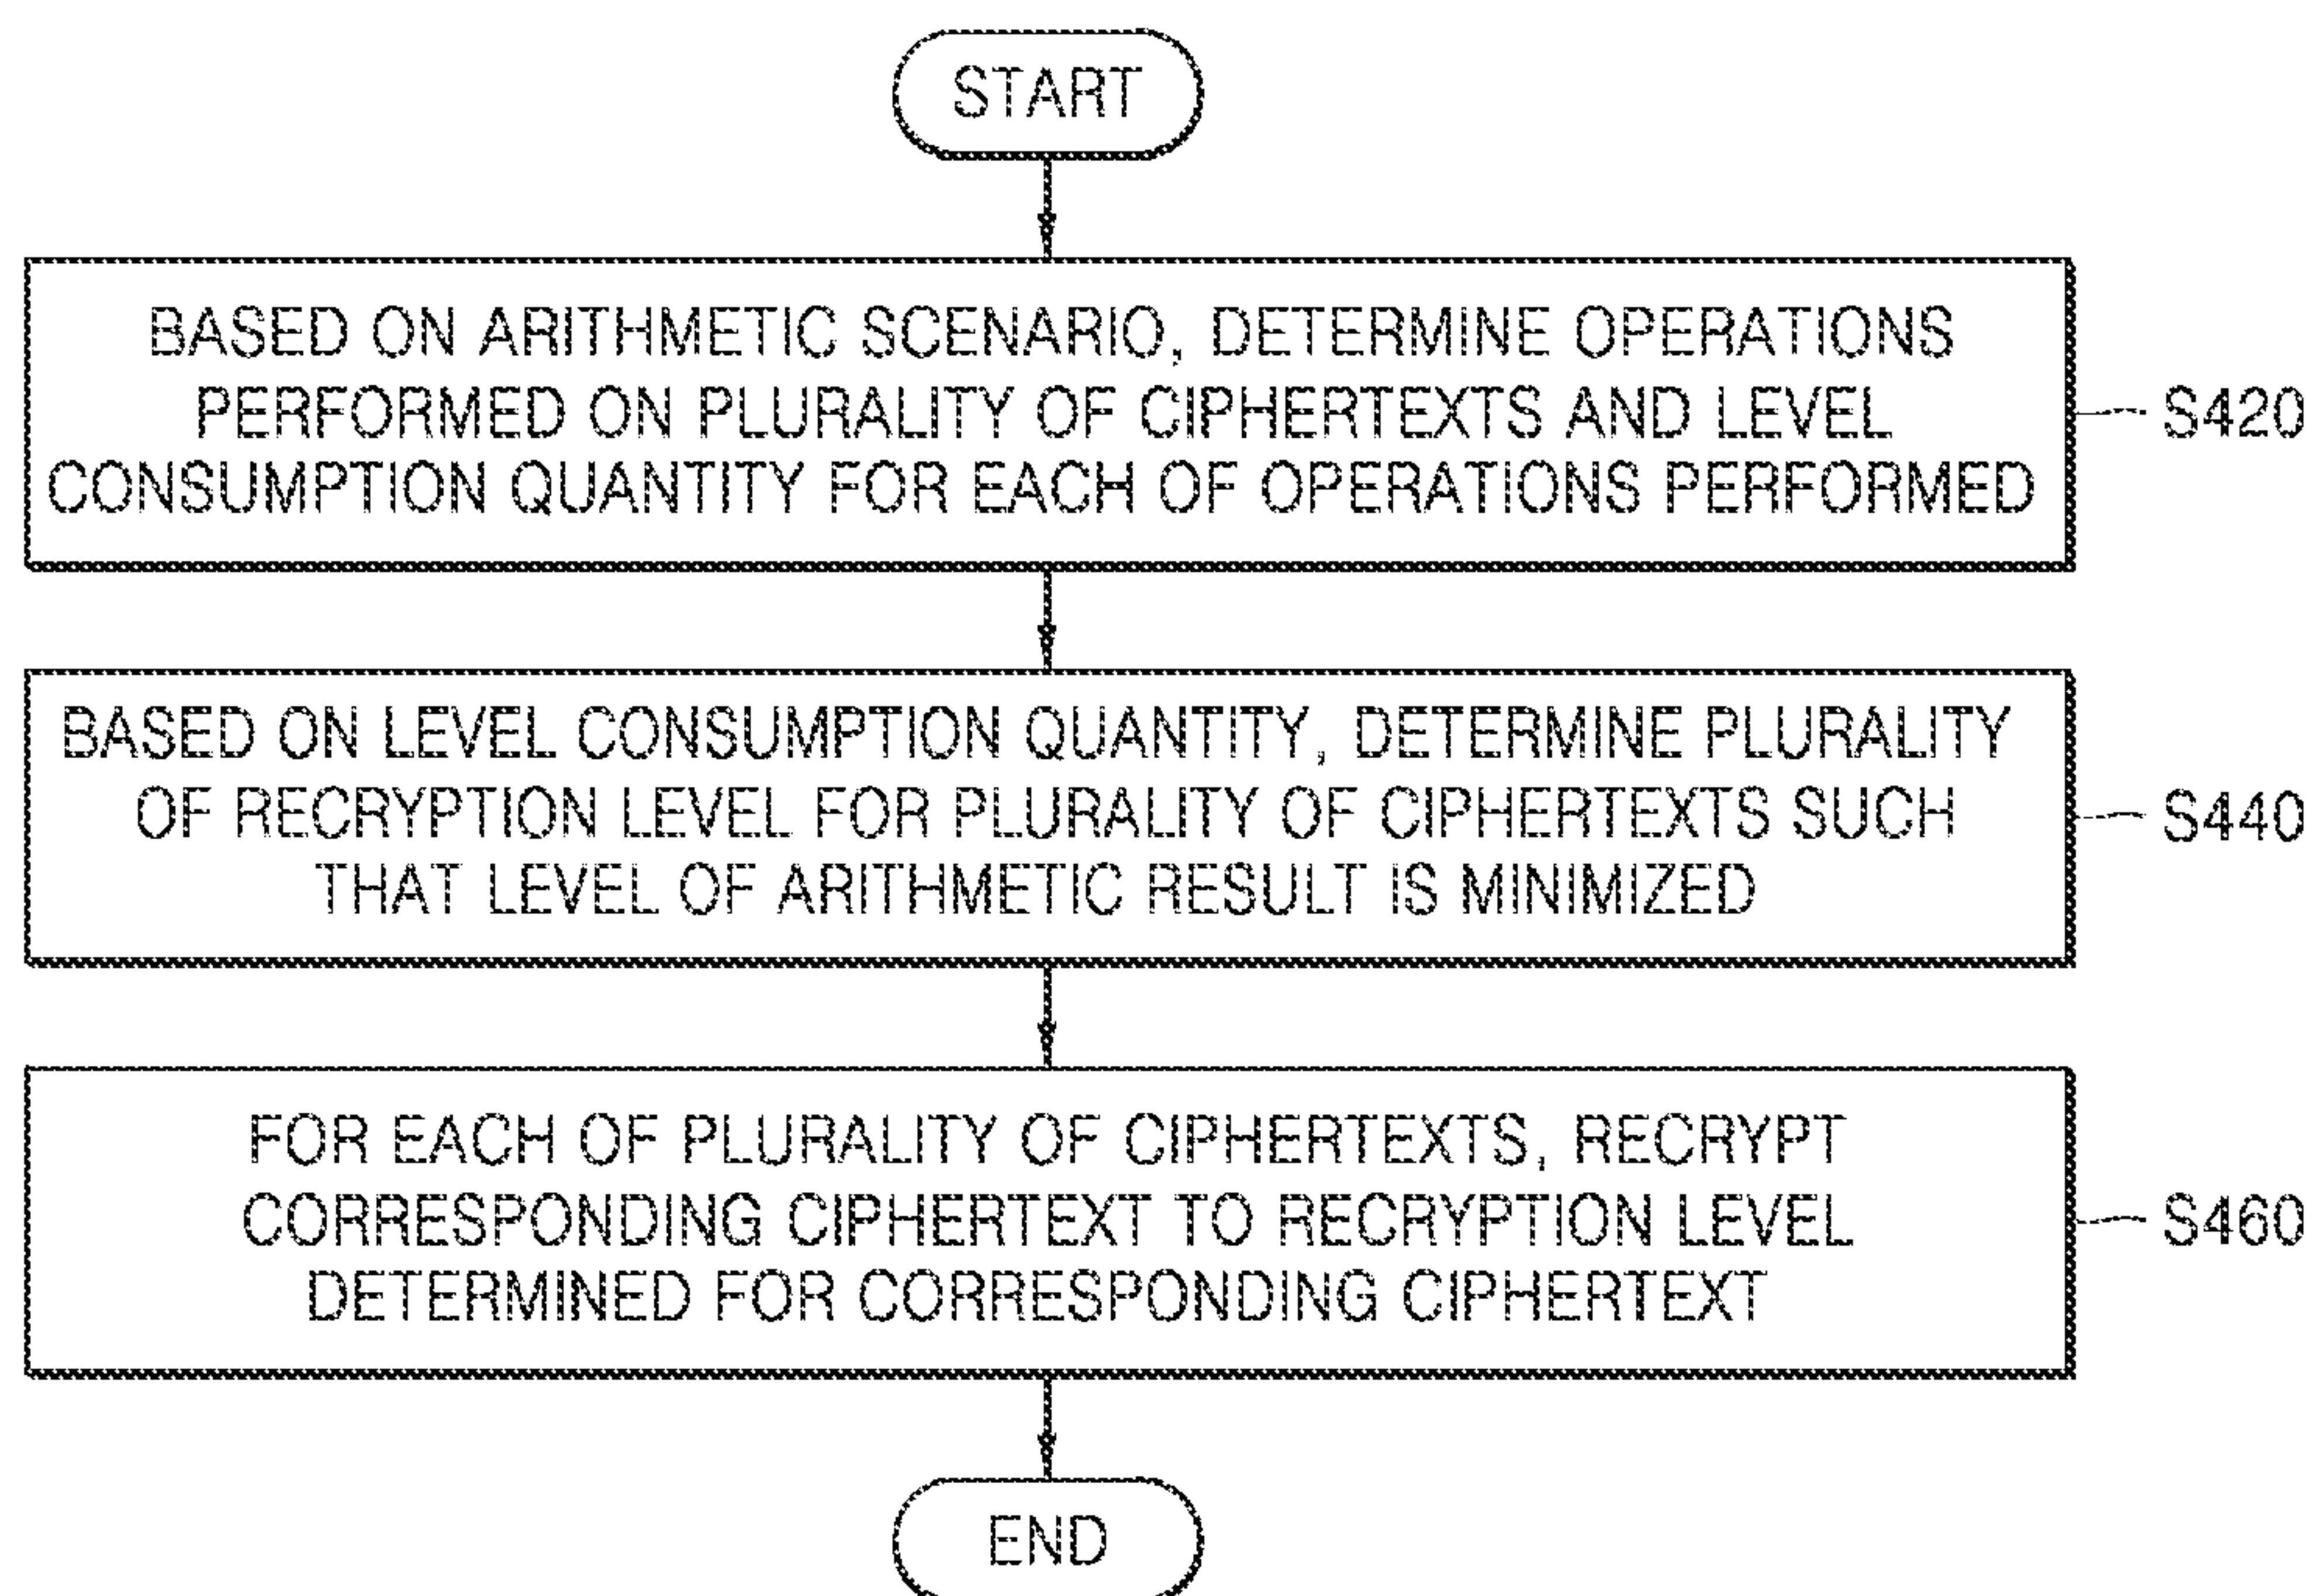 START
BASED ON ARITHMETIC SCENARIO, DETERMINE OPERATIONS
PERFORMED ON PLURALITY OF CIPHERTEXTS AND LEVEL
CONSUMPTION QUANTITY FOR EACH OF OPERATIONS PERFORMED
S420
BASED ON LEVEL CONSUMPTION QUANTITY, DETERMINE PLURALITY
OF RECRYPTION LEVEL FOR PLURALITY OF CIPHERTEXTS SUCH
THAT LEVEL OF ARITHMETIC RESULT IS MINIMIZED
S440
FOR EACH OF PLURALITY OF CIPHERTEXTS, RECRYPT
CORRESPONDING CIPHERTEXT TO RECRYPTION LEVEL
DETERMINED FOR CORRESPONDING CIPHERTEXT
S460
END